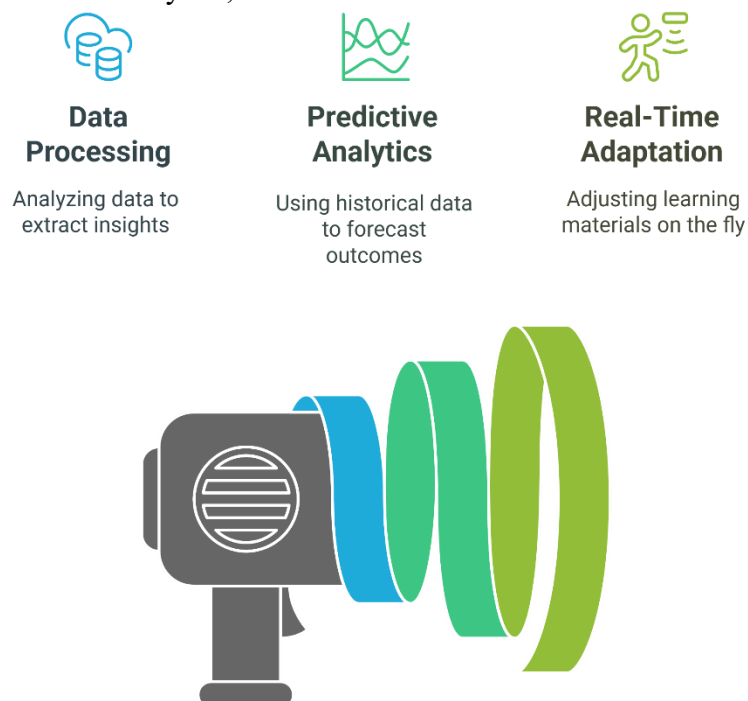 Data
Processing
Analyzing data to
extract insights
Predictive
Analytics
Using historical data
to forecast
outcomes
Real-Time
Adaptation
Adjusting learning
materials on the fly